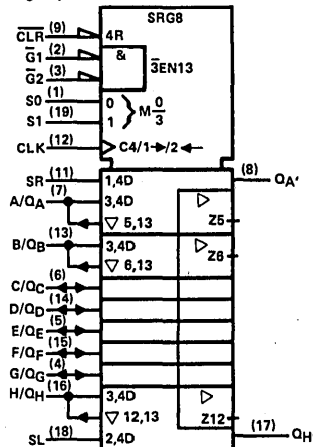 SRG8
CLR (9) 4R
G1 (2) &
G2 (3) 3EN13
S0 (1) 0 } M 0/3
S1 (19) 1
CLK (12) C4/1→/2←
SR (11) 1,4D (8) QA'
A/QA (7) 3,4D ▷
▽ 5,13 Z5
B/QB (13) 3,4D ▷
▽ 6,13 Z6
C/QC (6)
D/QD (14)
E/QE (5)
F/QF (15)
G/QG (4)
H/QH (16) 3,4D ▷
▽ 12,13 Z12 (17) QH
SL (18) 2,4D